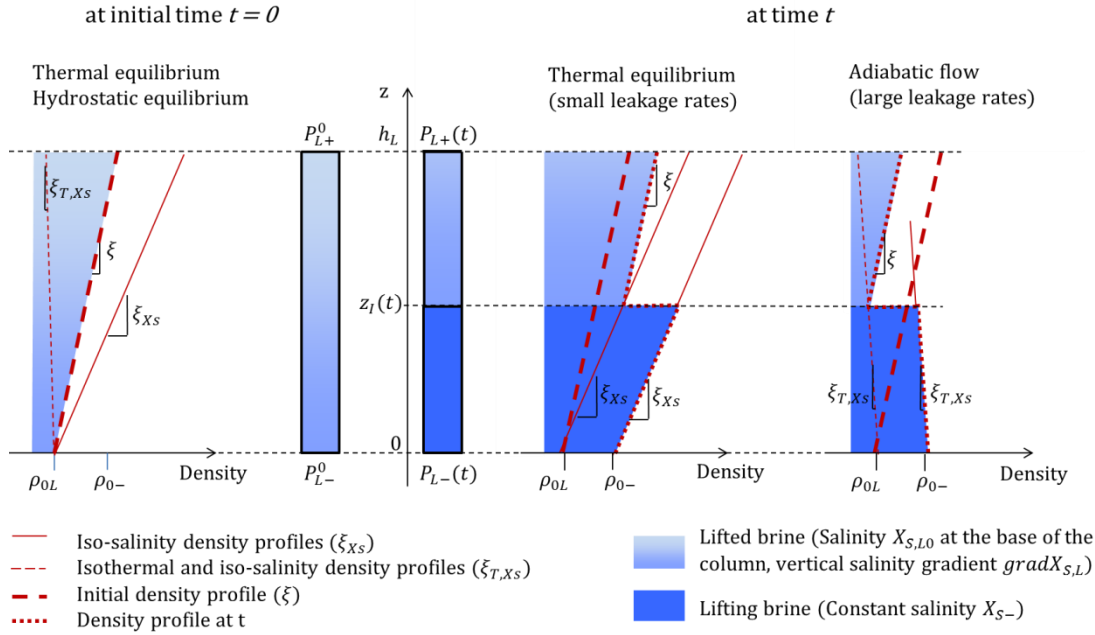 at initial time t = 0
at brine t
Thermal equilibrium
Hydrostatic equilibrium
z
Thermal equilibrium
(small leakage rates)
Adiabatic flow
(large leakage rates)
P⁰_{L+}
h_L
P_{L+}(t)
ξ_{T,Xs}
ξ
ξ_{Xs}
z_I(t)
ξ
ξ_{Xs}
ξ_{Xs}
ξ
ξ_{T,Xs}
ξ_{T,Xs}
0
ρ_{0L}
ρ_{0−}
Density
P⁰_{L−}
P_{L−}(t)
ρ_{0L}
ρ_{0−}
Density
ρ_{0L}
ρ_{0−}
Density
Iso-salinity density profiles (ξ_{Xs})
Isothermal and iso-salinity density profiles (ξ_{T,Xs})
Initial density profile (ξ)
Density profile at t
Lifted brine (Salinity X_{S,L0} at the base of the
column, vertical salinity gradient gradX_{S,L})
Lifting brine (Constant salinity X_{S−})